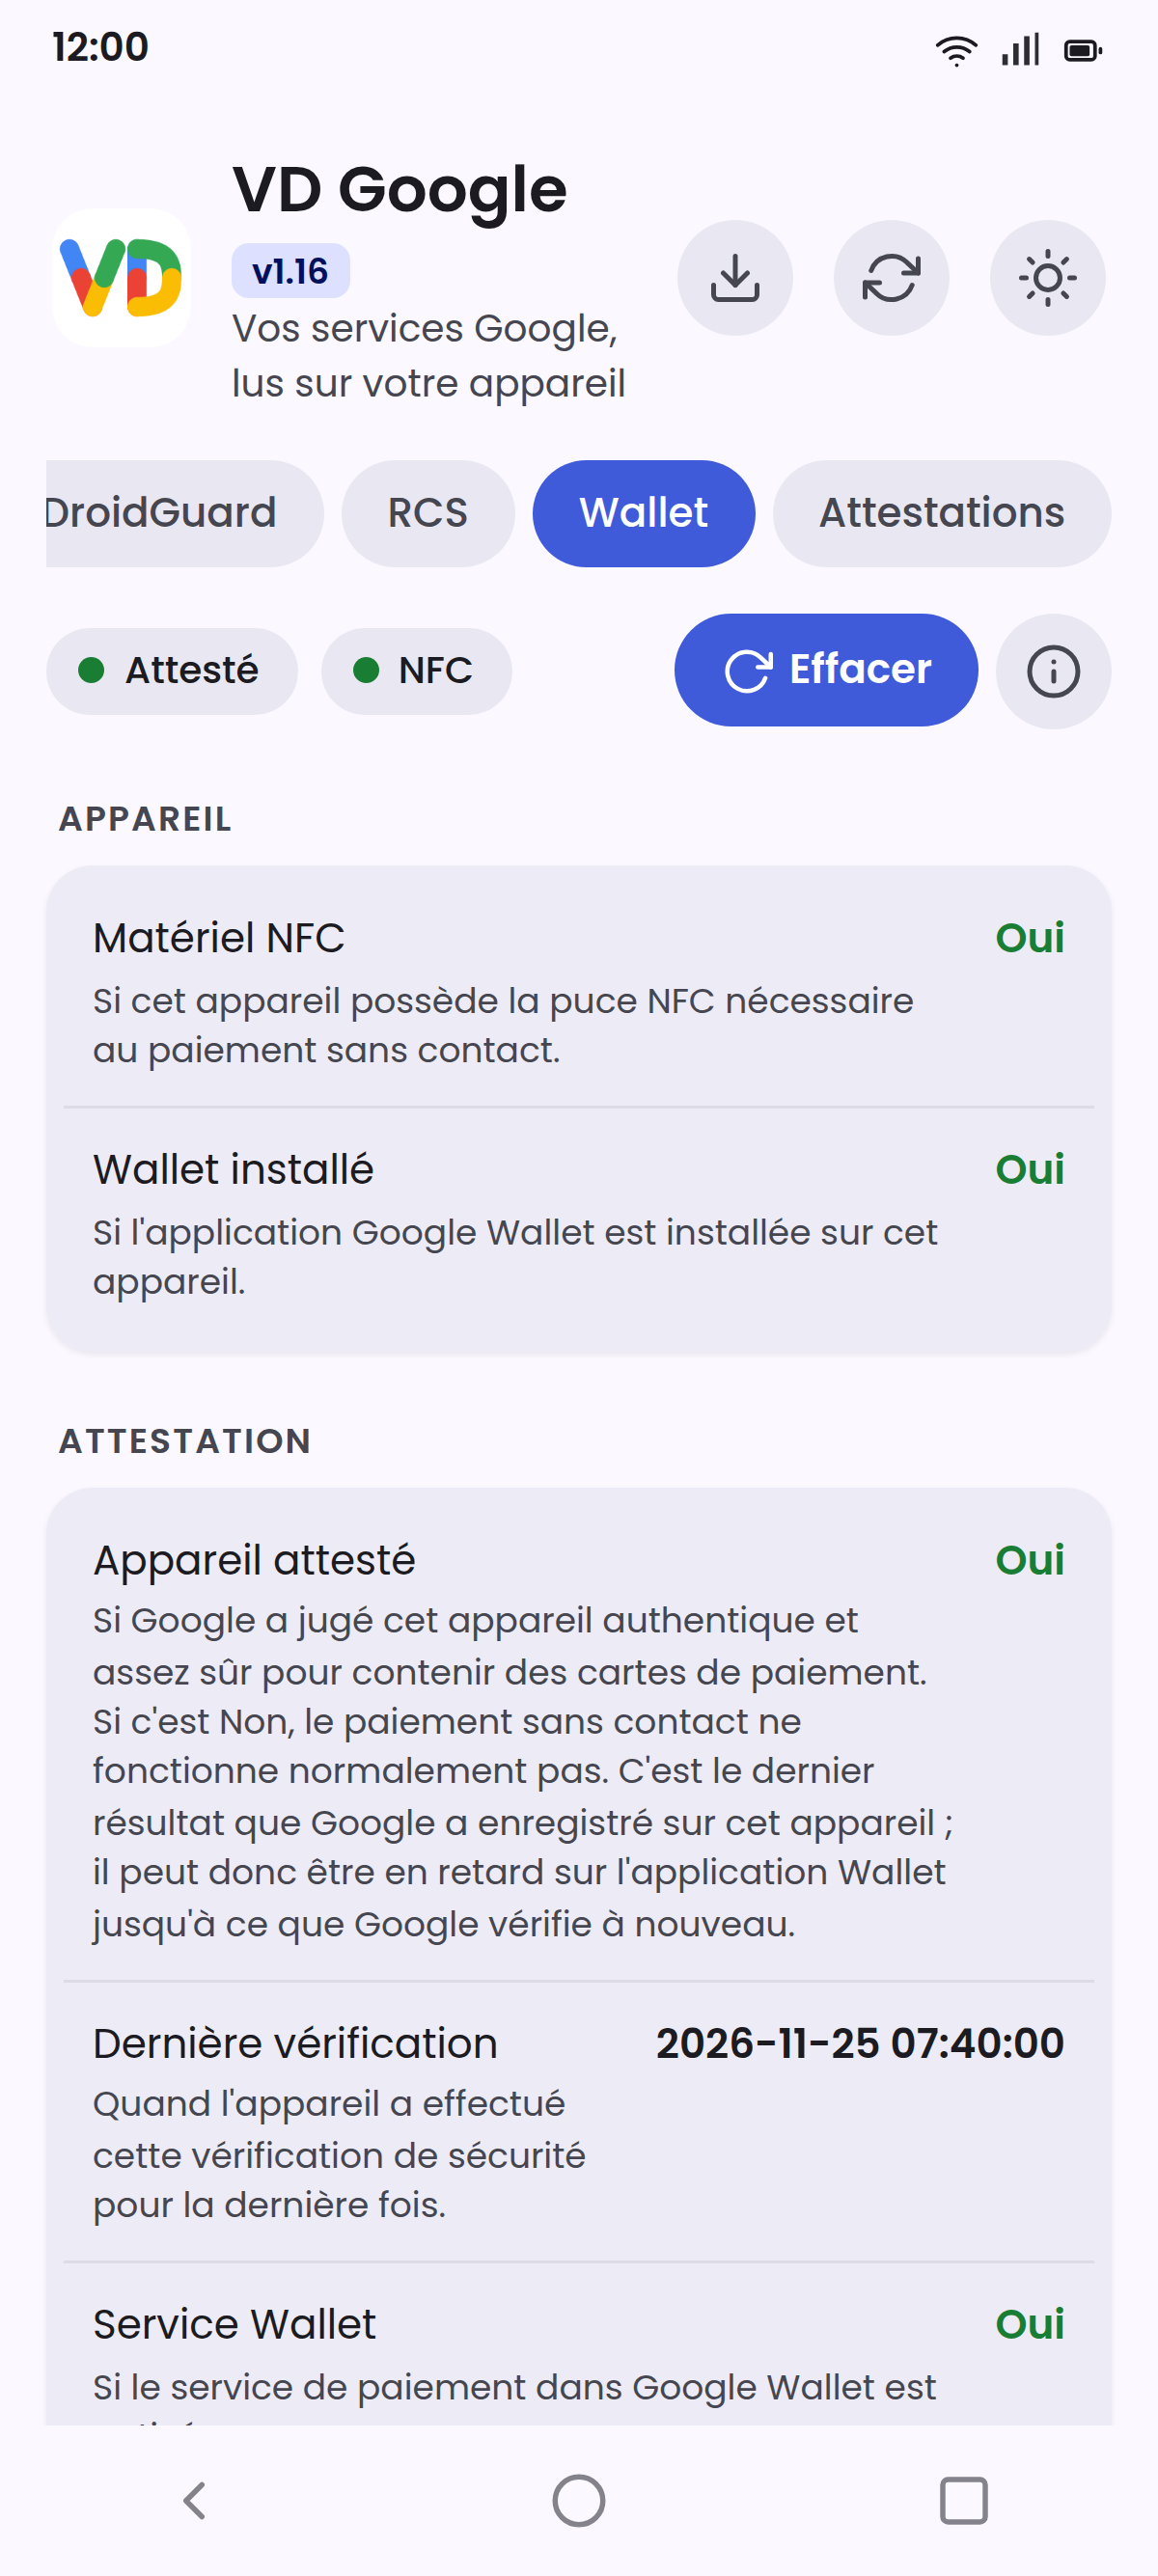 12:00
VD
VD Google
v1.16
Vos services Google,
lus sur votre appareil
DroidGuard
RCS
Wallet
Attestations
Attesté
NFC
Effacer
APPAREIL
Matériel NFC
Oui
Si cet appareil possède la puce NFC nécessaire
au paiement sans contact.
Wallet installé
Oui
Si l'application Google Wallet est installée sur cet
appareil.
ATTESTATION
Appareil attesté
Oui
Si Google a jugé cet appareil authentique et
assez sûr pour contenir des cartes de paiement.
Si c'est Non, le paiement sans contact ne
fonctionne normalement pas. C'est le dernier
résultat que Google a enregistré sur cet appareil ;
il peut donc être en retard sur l'application Wallet
jusqu'à ce que Google vérifie à nouveau.
Dernière vérification
2026-11-25 07:40:00
Quand l'appareil a effectué
cette vérification de sécurité
pour la dernière fois.
Service Wallet
Oui
Si le service de paiement dans Google Wallet est